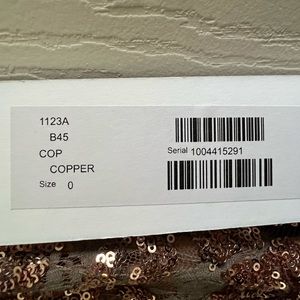 1123A
B45
COP
Serial 1004415291
COPPER
Size 0